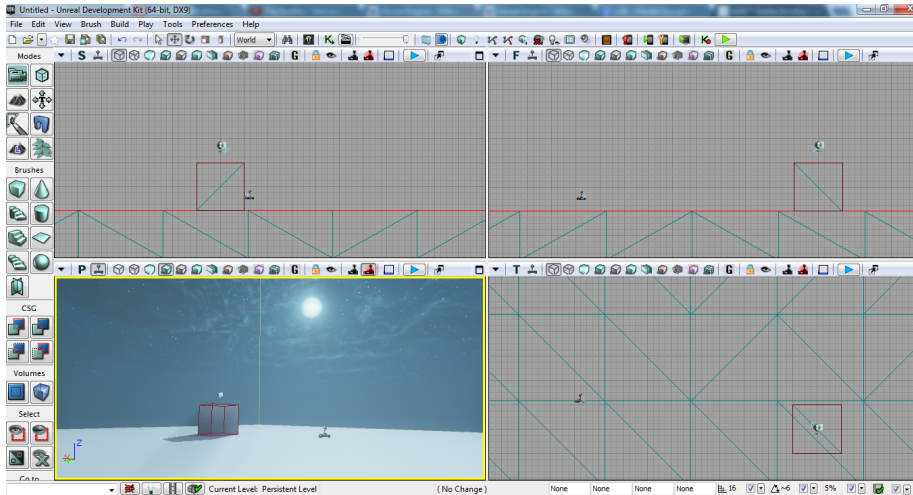 Untitled - Unreal Development Kit (64-bit, DX9)
File Edit View Brush Build Play Tools Preferences Help
World
Modes
S
G
F
G
Brushes
P
G
T
G
CSG
Volumes
Select
Z
Current Level: Persistent Level
(No Change)
None None None None 16 ~6 5%